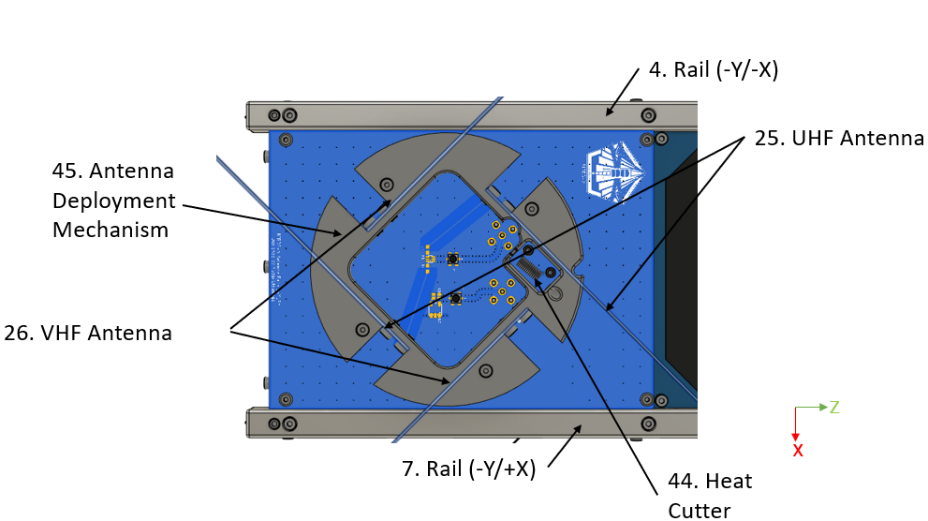 4. Rail (-Y/-X)
25. UHF Antenna
45. Antenna
Deployment
Mechanism
26. VHF Antenna
Z
X
7. Rail (-Y/+X)
44. Heat
Cutter